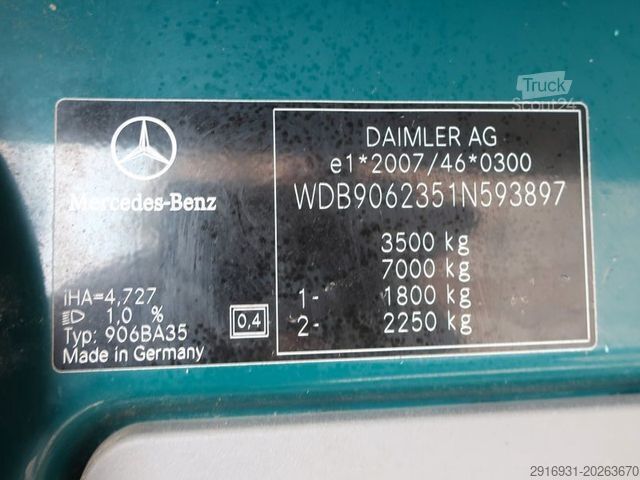 Truck
Scout24
DAIMLER AG
e1*2007/46*0300
WDB9062351N593897
Mercedes-Benz
3500 kg
7000 kg
1- 1800 kg
2- 2250 kg
iHA=4,727
1,0 %
0,4
Typ: 906BA35
Made in Germany
2916931-20263670